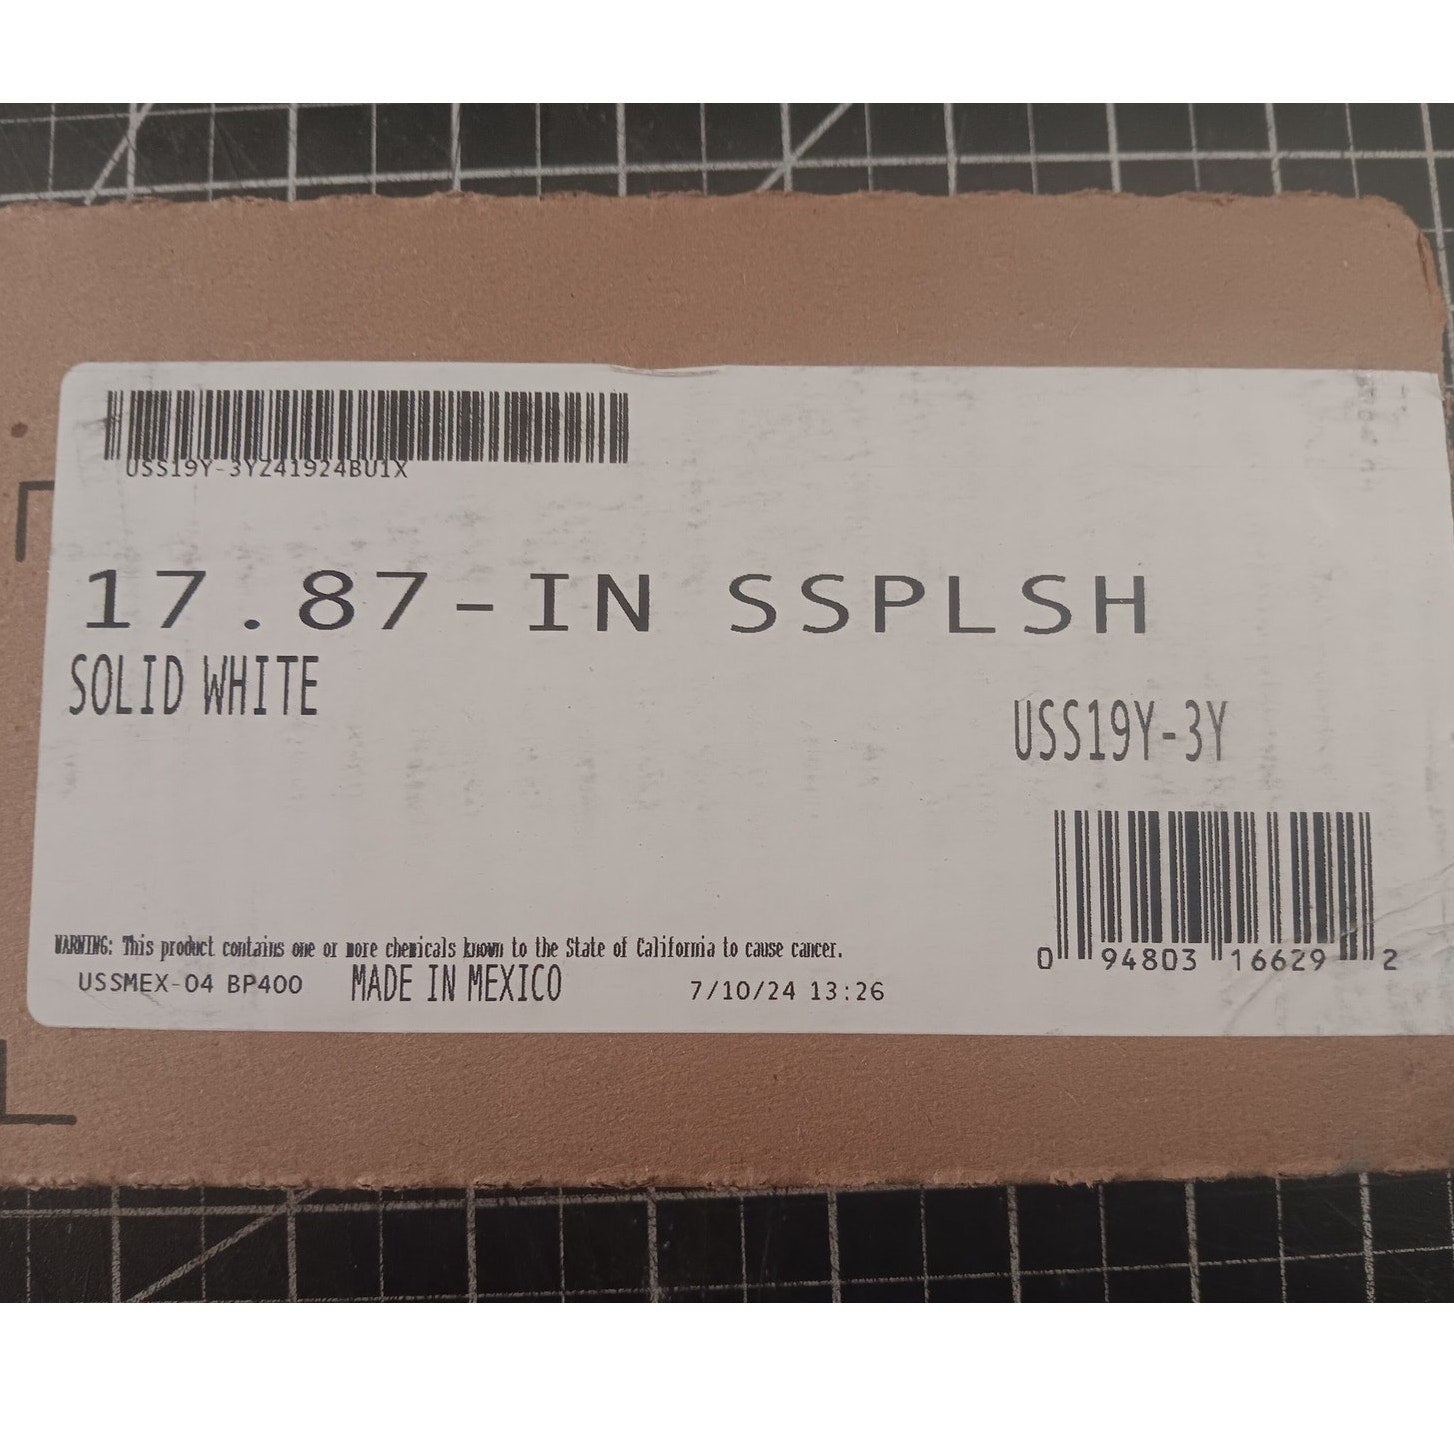 USS19Y-3YZ41924BU1X
17.87-IN SSPLSH
SOLID WHITE
USS19Y-3Y
0 94803 16629 2
WARNING: This product contains one or more chemicals known to the State of California to cause cancer.
USSMEX-04 BP400 MADE IN MEXICO 7/10/24 13:26